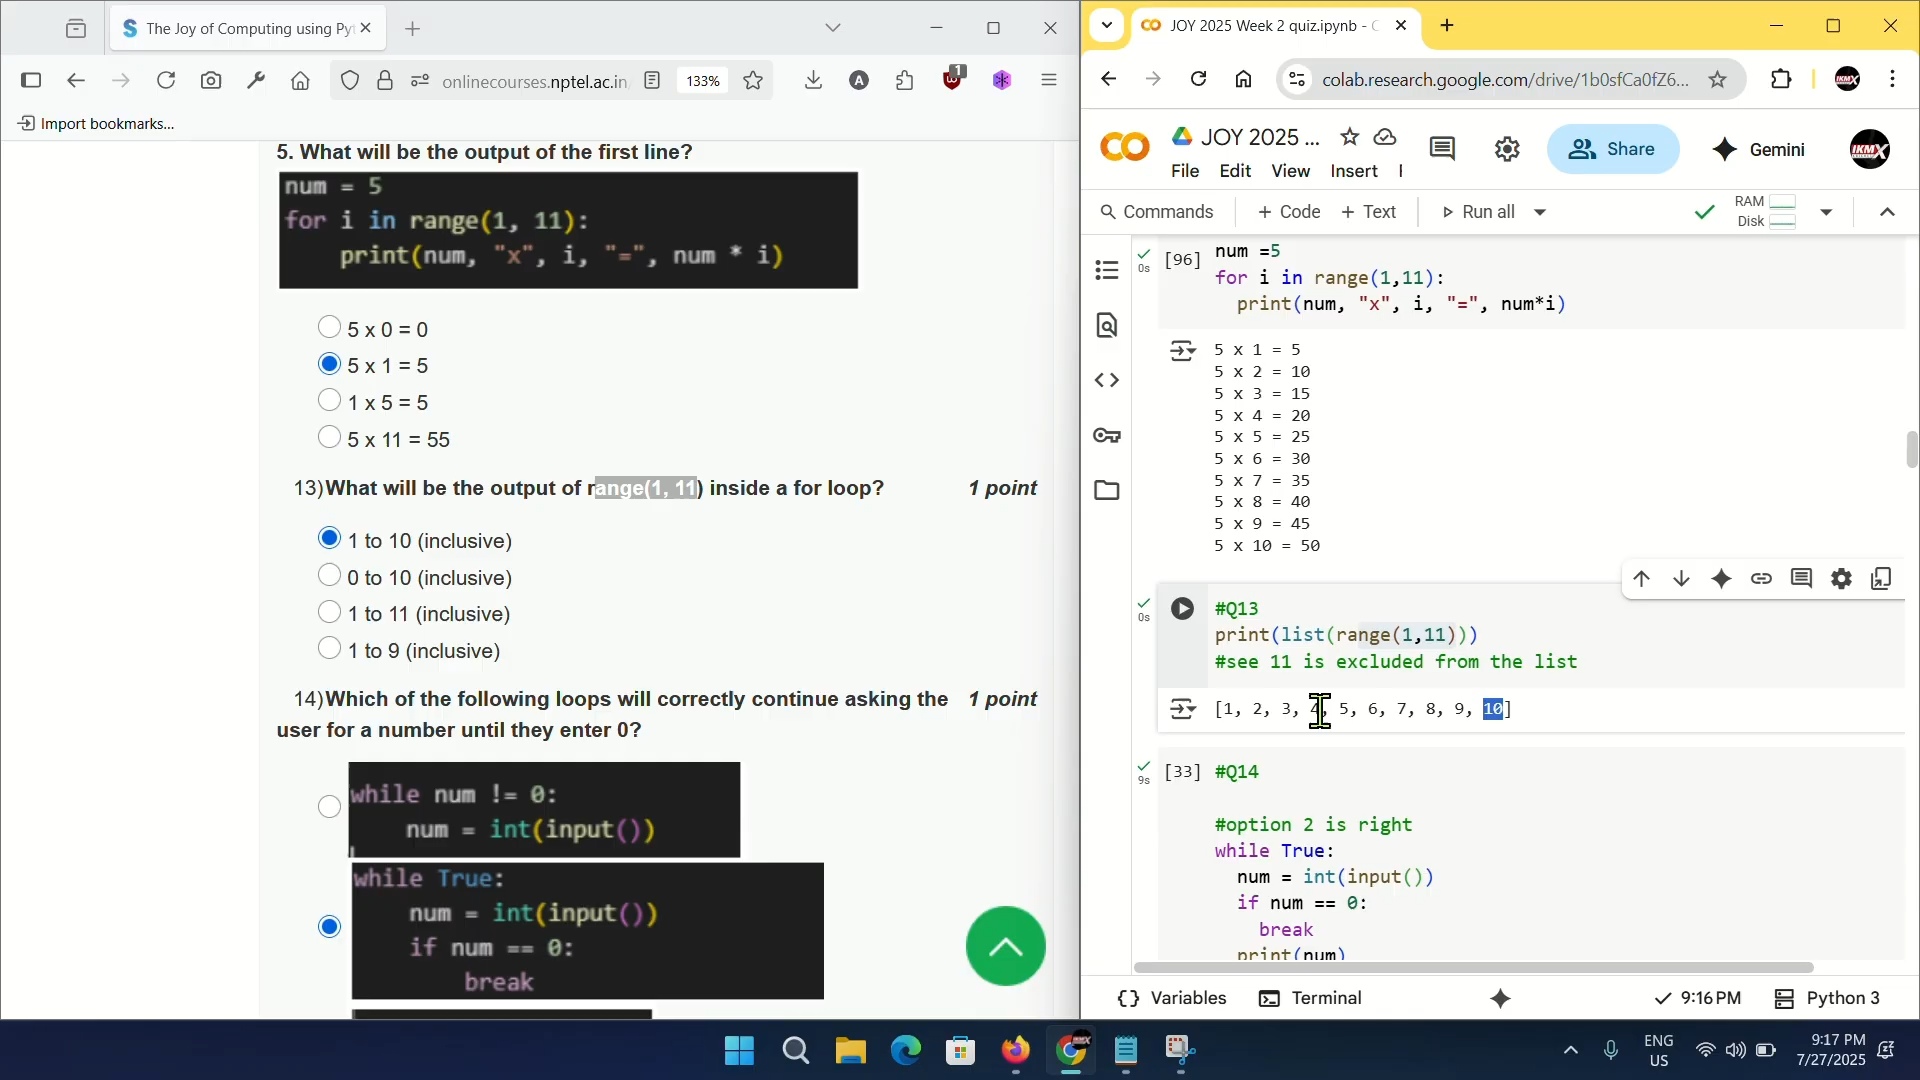 The Joy of Computing using Pyt
onlinecourses.nptel.ac.in
133%
1
Import bookmarks...
5. What will be the output of the first line?
num = 5
for i in range(1, 11):
print(num, "x", i, "=", num * i)
5 x 0 = 0
5 x 1 = 5
1 x 5 = 5
5 x 11 = 55
13)What will be the output of range(1, 11) inside a for loop?
1 point
1 to 10 (inclusive)
0 to 10 (inclusive)
1 to 11 (inclusive)
1 to 9 (inclusive)
14)Which of the following loops will correctly continue asking the
1 point
user for a number until they enter 0?
while num != 0:
num = int(input())
while True:
num = int(input())
if num == 0:
break
JOY 2025 Week 2 quiz.ipynb - C
colab.research.google.com/drive/1b0sfCa0fZ6...
JOY 2025 ...
Share
Gemini
File Edit View Insert
Commands
+ Code + Text
Run all
RAM
Disk
0s
[96]
num =5
for i in range(1,11):
print(num, "x", i, "=", num*i)
5 x 1 = 5
5 x 2 = 10
5 x 3 = 15
5 x 4 = 20
5 x 5 = 25
5 x 6 = 30
5 x 7 = 35
5 x 8 = 40
5 x 9 = 45
5 x 10 = 50
0s
#Q13
print(list(range(1,11)))
#see 11 is excluded from the list
[1, 2, 3, 4, 5, 6, 7, 8, 9, 10]
9s
[33]
#Q14
#option 2 is right
while True:
num = int(input())
if num == 0:
break
print(num)
Variables
Terminal
9:16 PM
Python 3
ENG
US
9:17 PM
7/27/2025